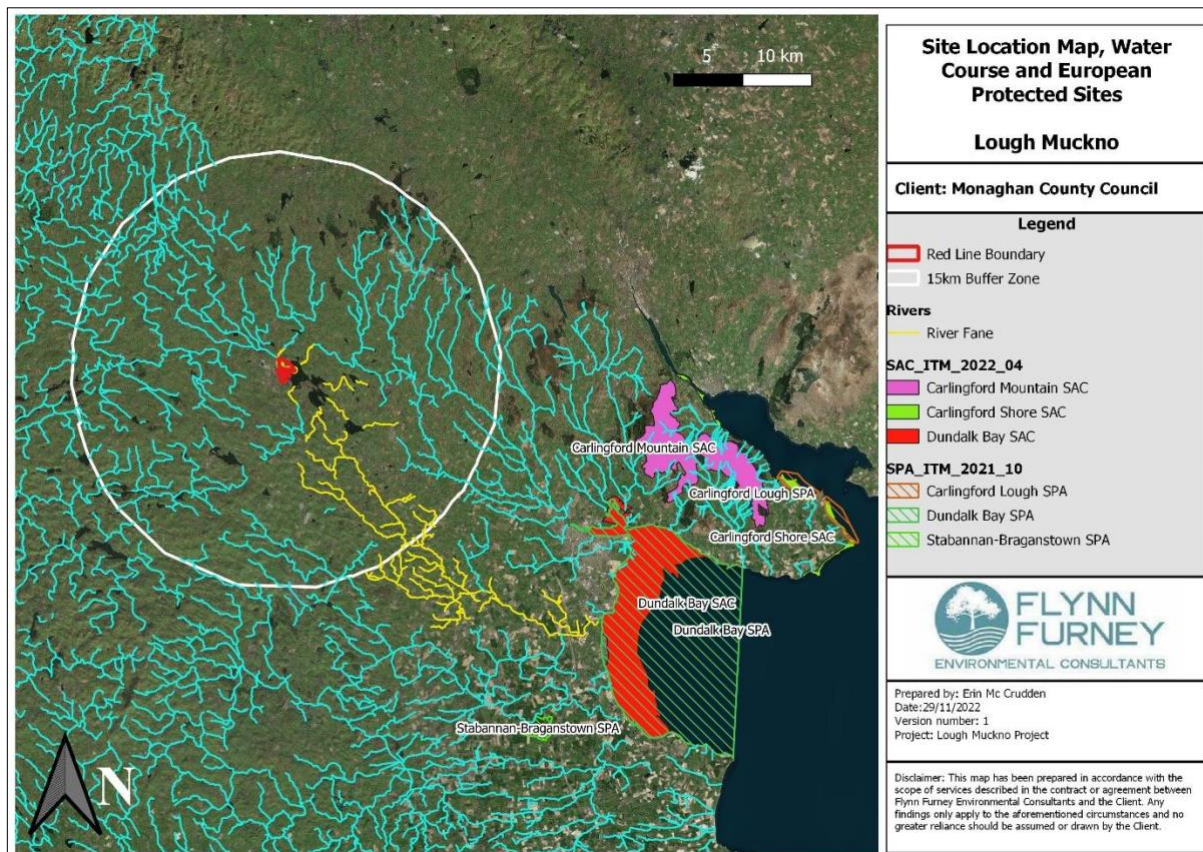 5 10 km
Carlingford Mountain SAC
Carlingford Lough SPA
Carlingford Shore SAC
Dundalk Bay SAC
Dundalk Bay SPA
Stabannan-Braganstown SPA
N
Site Location Map, Water
Course and European
Protected Sites
Lough Muckno
Client: Monaghan County Council
Legend
Red Line Boundary
15km Buffer Zone
Rivers
River Fane
SAC_ITM_2022_04
Carlingford Mountain SAC
Carlingford Shore SAC
Dundalk Bay SAC
SPA_ITM_2021_10
Carlingford Lough SPA
Dundalk Bay SPA
Stabannan-Braganstown SPA
FLYNN
FURNEY
ENVIRONMENTAL CONSULTANTS
Prepared by: Erin Mc Crudden
Date:29/11/2022
Version number: 1
Project: Lough Muckno Project
Disclaimer: This map has been prepared in accordance with the
scope of services described in the contract or agreement between
Flynn Furney Environmental Consultants and the Client. Any
findings only apply to the aforementioned circumstances and no
greater reliance should be assumed or drawn by the Client.